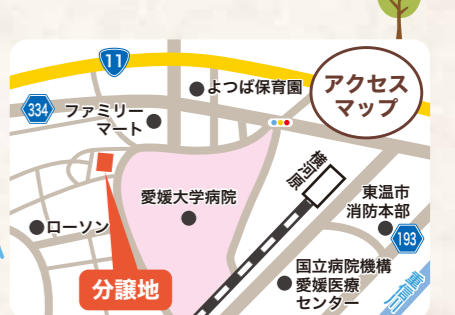 11
アクセス
マップ
よつば保育園
334
ファミリー
マート
横河原
愛媛大学病院
東温市
消防本部
ローソン
193
国立病院機構
愛媛医療
センター
分譲地
重信川